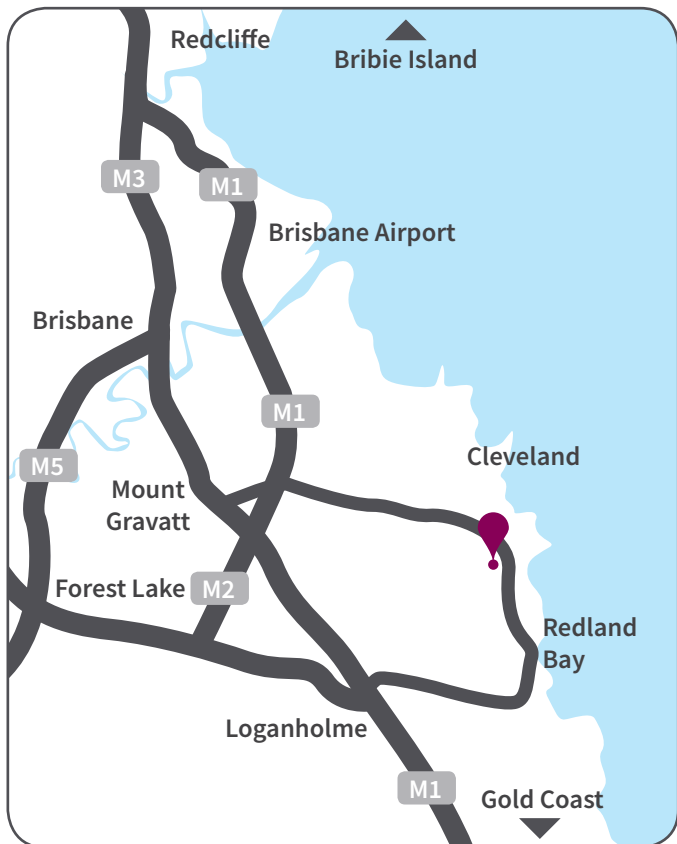 Redcliffe
Bribie Island
M3
M1
Brisbane Airport
Brisbane
M1
Cleveland
M5
Mount
Gravatt
Forest Lake
M2
Redland
Bay
Loganholme
M1
Gold Coast